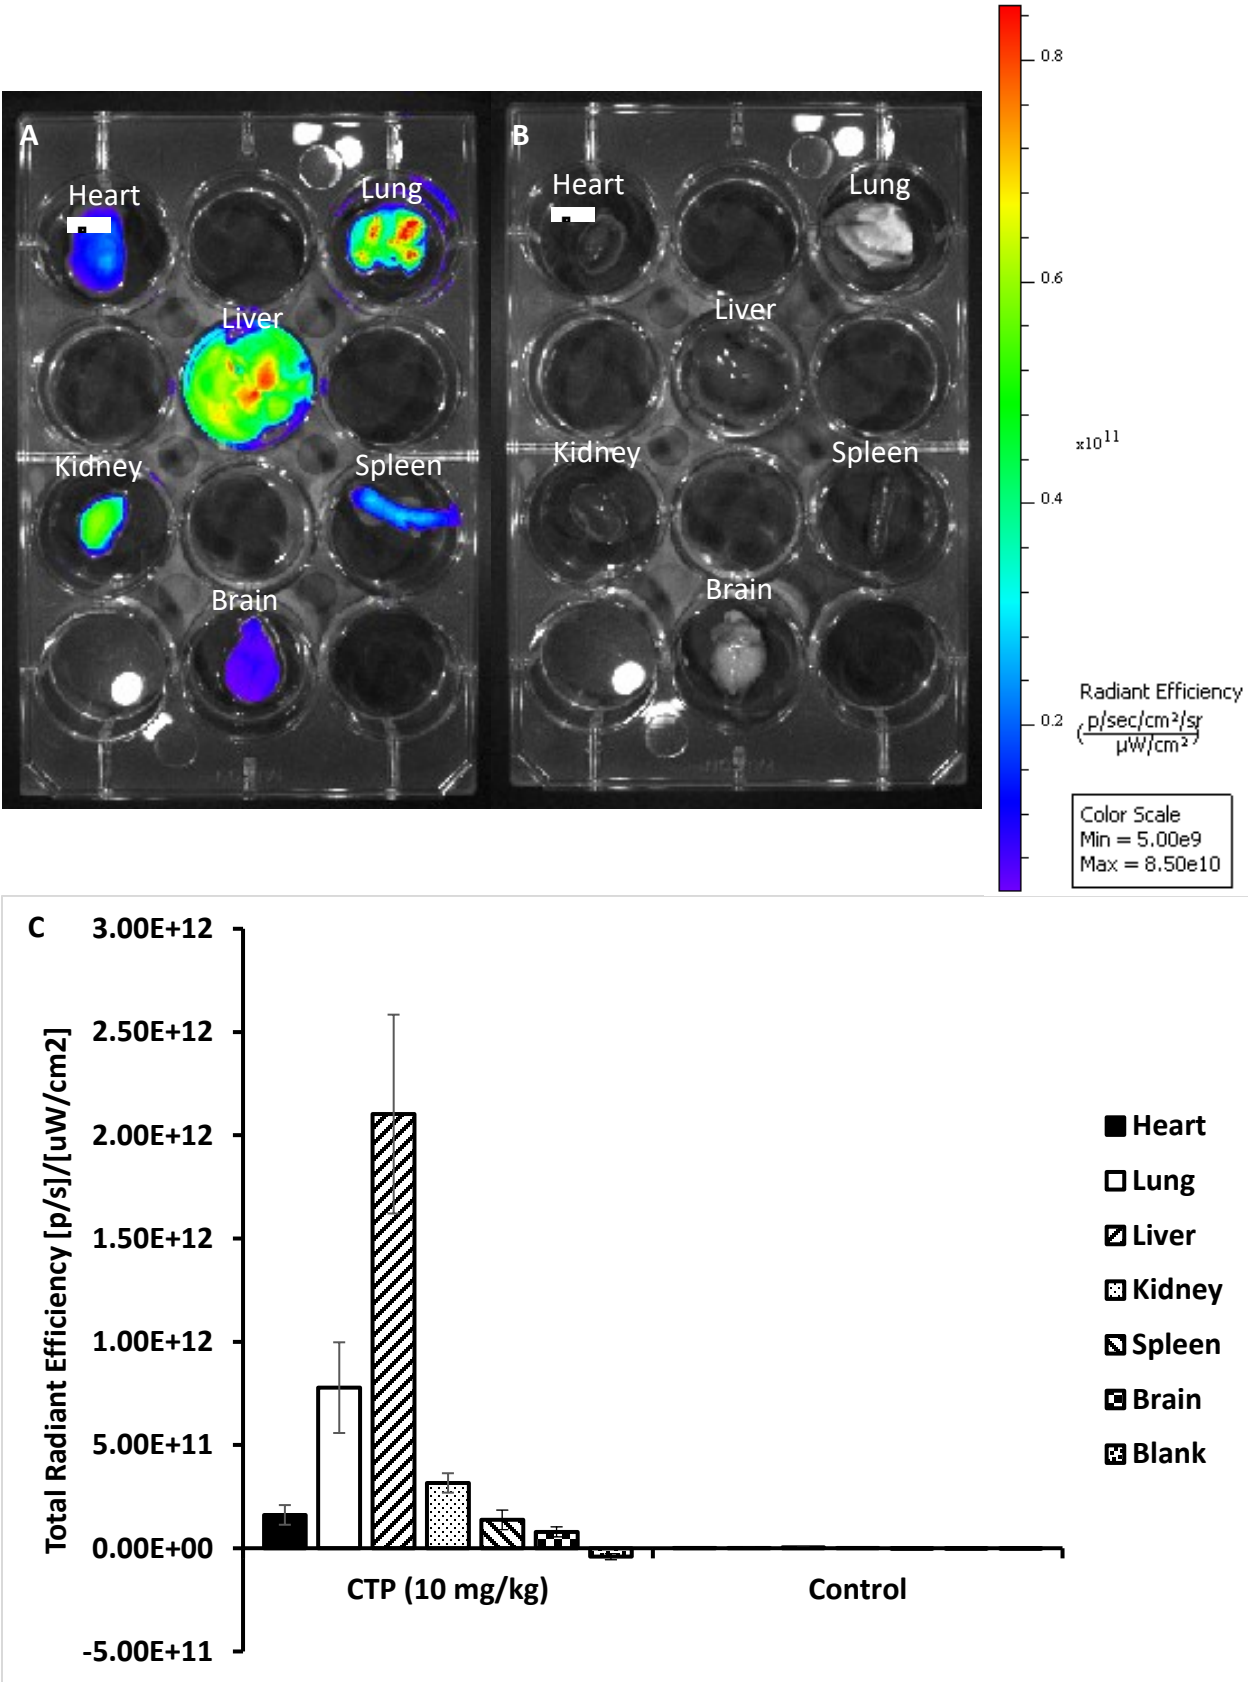 A
Heart
Lung
Liver
Kidney
Spleen
Brain
B
Heart
Lung
Liver
Kidney
Spleen
Brain
0.8
0.6
x10¹¹
0.4
0.2
Radiant Efficiency
(p/sec/cm²/sr
µW/cm²)
Color Scale
Min = 5.00e9
Max = 8.50e10
C
Total Radiant Efficiency [p/s]/[uW/cm2]
3.00E+12
2.50E+12
2.00E+12
1.50E+12
1.00E+12
5.00E+11
0.00E+00
-5.00E+11
CTP (10 mg/kg)
Control
Heart
Lung
Liver
Kidney
Spleen
Brain
Blank